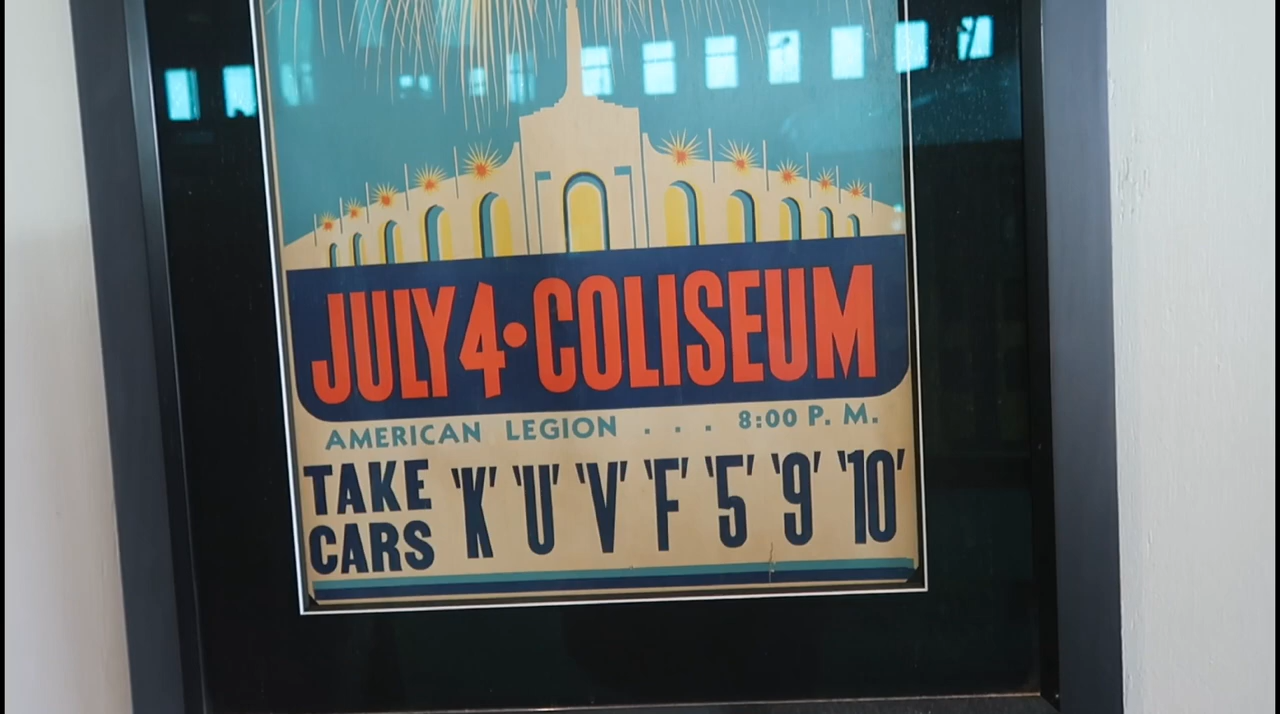 JULY 4 • COLISEUM
AMERICAN LEGION . . . 8:00 P. M.
TAKE CARS 'K' 'U' 'V' 'F' '5' '9' '10'